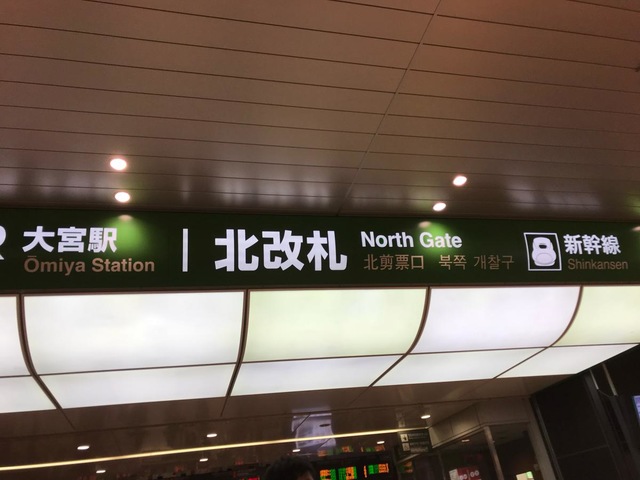 大宮駅
Ōmiya Station
北改札
North Gate
北剪票口 북쪽 개찰구
新幹線
Shinkansen